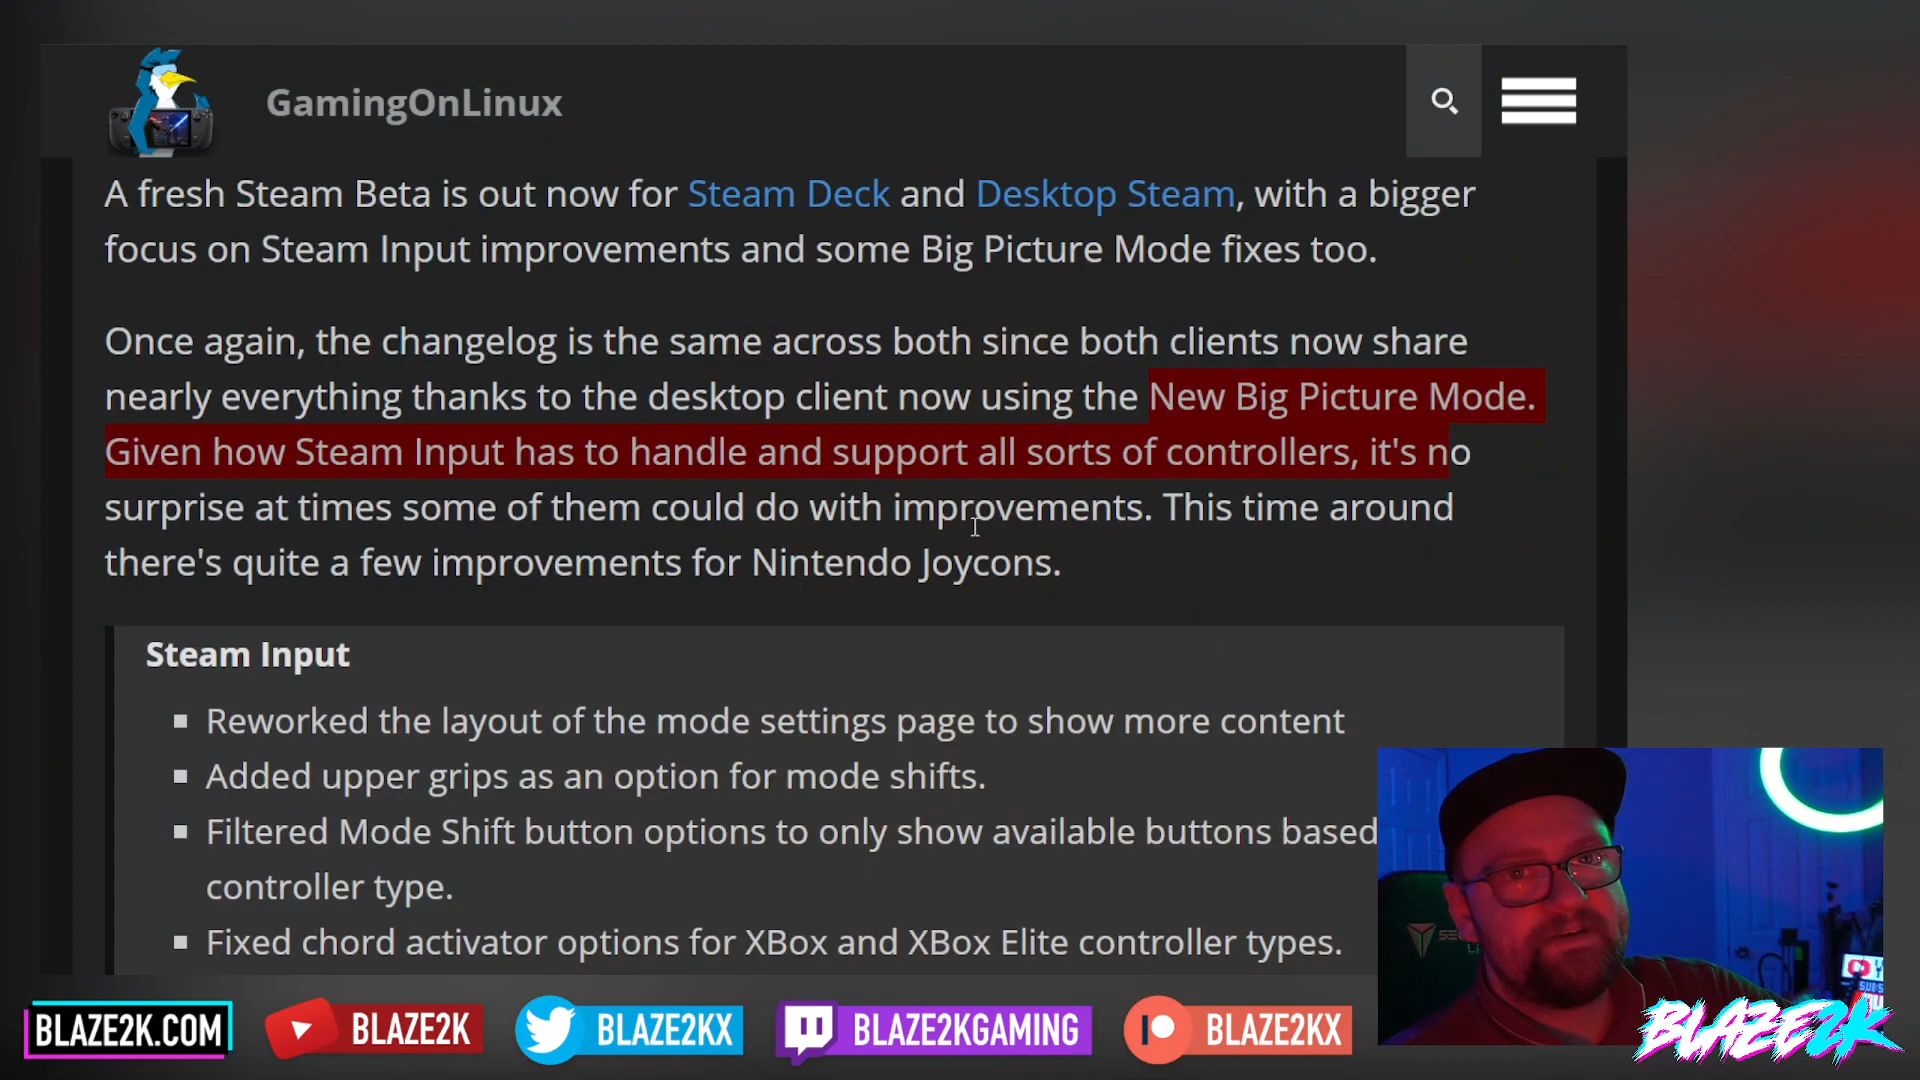 GamingOnLinux
A fresh Steam Beta is out now for Steam Deck and Desktop Steam, with a bigger
focus on Steam Input improvements and some Big Picture Mode fixes too.
Once again, the changelog is the same across both since both clients now share
nearly everything thanks to the desktop client now using the New Big Picture Mode.
Given how Steam Input has to handle and support all sorts of controllers, it's no
surprise at times some of them could do with improvements. This time around
there's quite a few improvements for Nintendo Joycons.
Steam Input
Reworked the layout of the mode settings page to show more content
Added upper grips as an option for mode shifts.
Filtered Mode Shift button options to only show available buttons based
controller type.
Fixed chord activator options for XBox and XBox Elite controller types.
BLAZE2K.COM
BLAZE2K
BLAZE2KX
BLAZE2KGAMING
BLAZE2KX
BLAZE2K